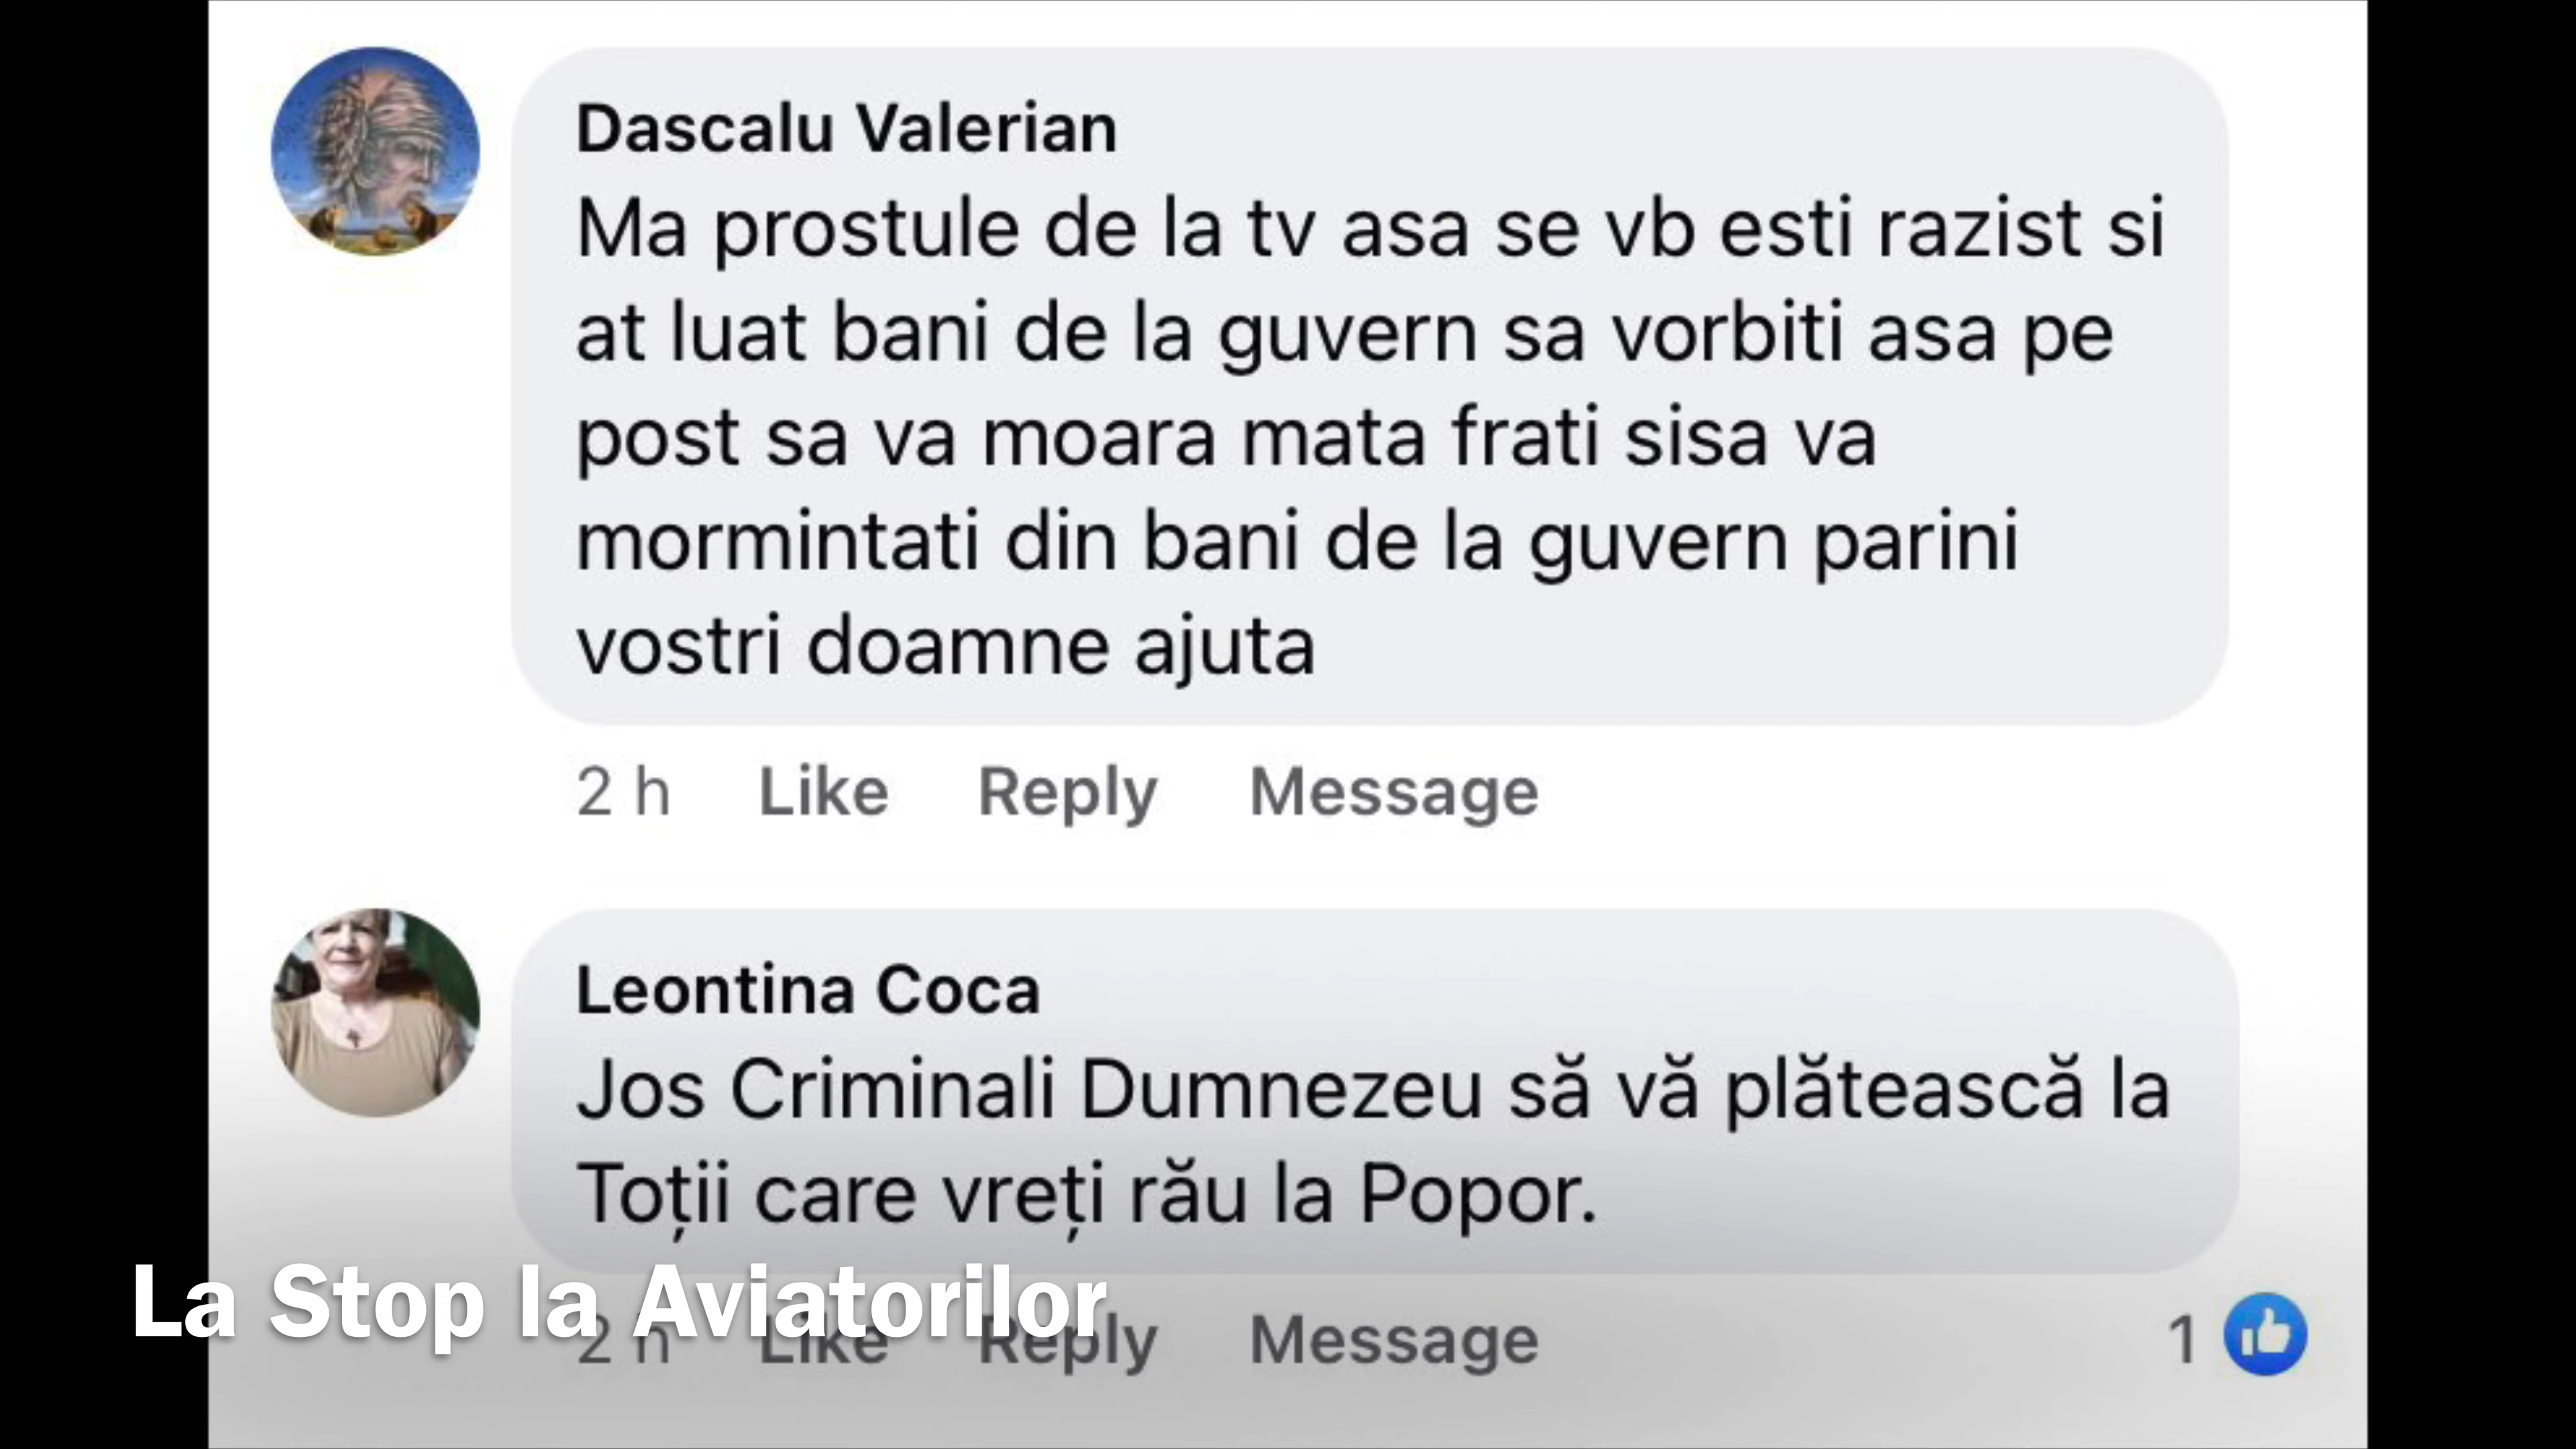 Dascalu Valerian
Ma prostule de la tv asa se vb esti razist si
at luat bani de la guvern sa vorbiti asa pe
post sa va moara mata frati sisa va
mormintati din bani de la guvern parini
vostri doamne ajuta
2 h Like Reply Message
Leontina Coca
Jos Criminali Dumnezeu să vă plătească la
Toții care vreți rău la Popor.
La Stop la Aviatorilor
2 h Like Reply Message 1